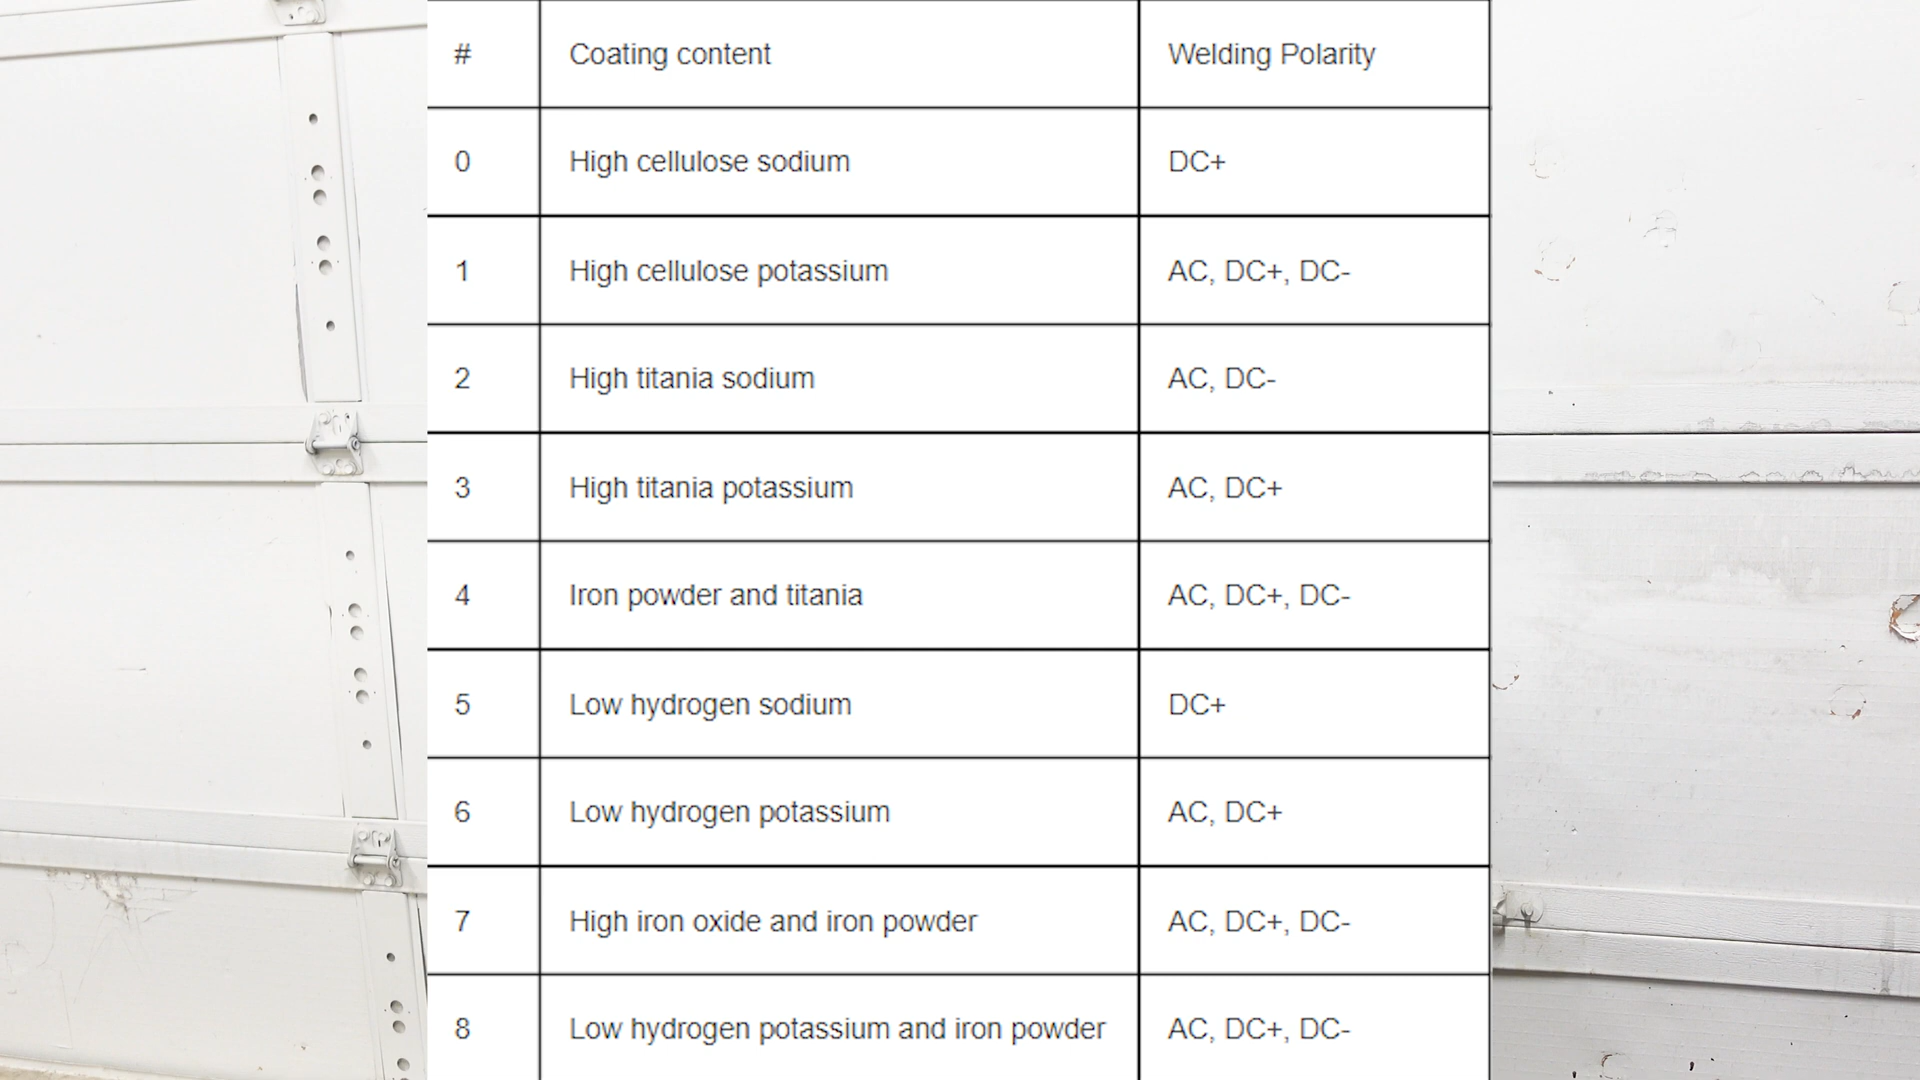 # Coating content Welding Polarity
0 High cellulose sodium DC+
1 High cellulose potassium AC, DC+, DC-
2 High titania sodium AC, DC-
3 High titania potassium AC, DC+
4 Iron powder and titania AC, DC+, DC-
5 Low hydrogen sodium DC+
6 Low hydrogen potassium AC, DC+
7 High iron oxide and iron powder AC, DC+, DC-
8 Low hydrogen potassium and iron powder AC, DC+, DC-